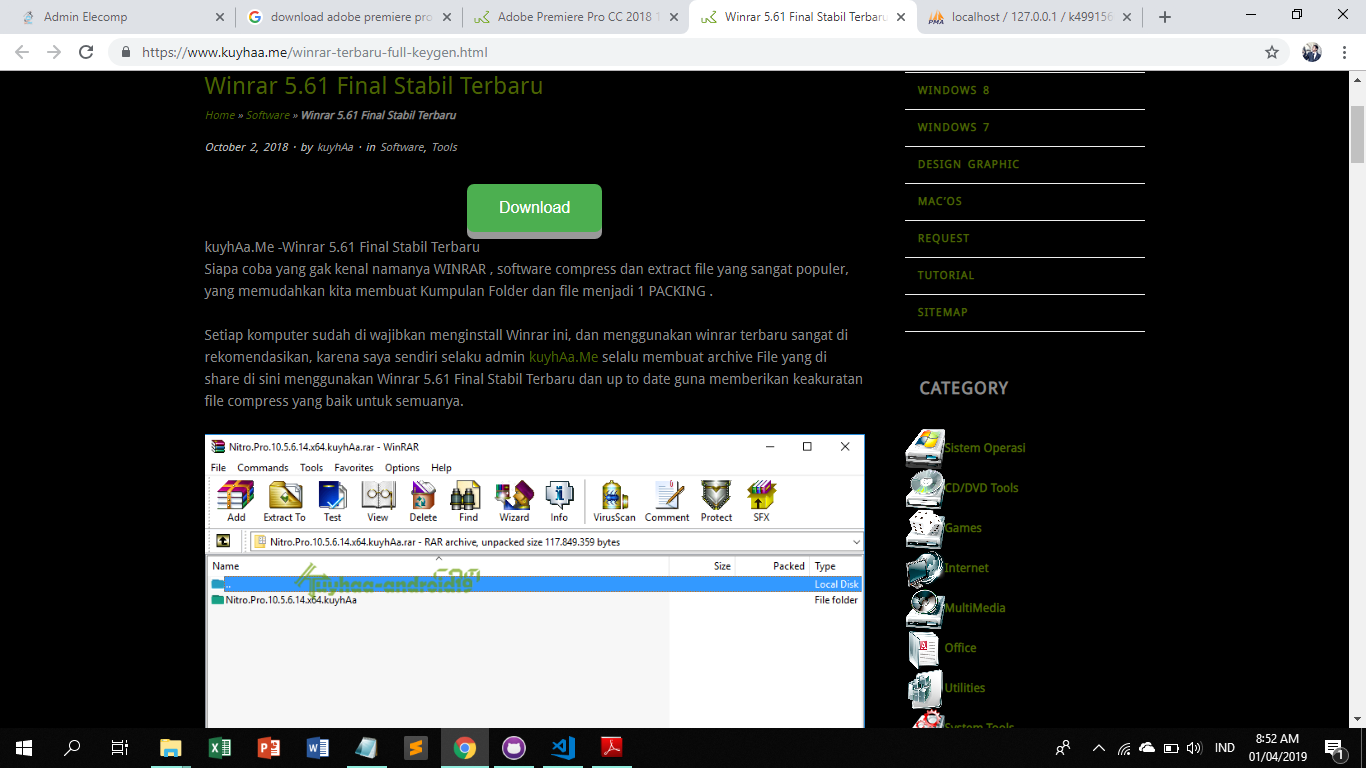 Admin Elecomp
download adobe premiere pro
Adobe Premiere Pro CC 2018 1
Winrar 5.61 Final Stabil Terbaru
localhost / 127.0.0.1 / k499156
PMA
https://www.kuyhaa.me/winrar-terbaru-full-keygen.html
Winrar 5.61 Final Stabil Terbaru
Home » Software » Winrar 5.61 Final Stabil Terbaru
October 2, 2018 · by kuyhAa · in Software, Tools
Download
kuyhAa.Me -Winrar 5.61 Final Stabil Terbaru
Siapa coba yang gak kenal namanya WINRAR , software compress dan extract file yang sangat populer,
yang memudahkan kita membuat Kumpulan Folder dan file menjadi 1 PACKING .
Setiap komputer sudah di wajibkan menginstall Winrar ini, dan menggunakan winrar terbaru sangat di
rekomendasikan, karena saya sendiri selaku admin kuyhAa.Me selalu membuat archive File yang di
share di sini menggunakan Winrar 5.61 Final Stabil Terbaru dan up to date guna memberikan keakuratan
file compress yang baik untuk semuanya.
Nitro.Pro.10.5.6.14.x64.kuyhAa.rar - WinRAR
File Commands Tools Favorites Options Help
Add Extract To Test View Delete Find Wizard Info VirusScan Comment Protect SFX
Nitro.Pro.10.5.6.14.x64.kuyhAa.rar - RAR archive, unpacked size 117.849.359 bytes
Name Size Packed Type
.. Local Disk
kuyhaa-android19
Nitro.Pro.10.5.6.14.x64.kuyhAa File folder
WINDOWS 8
WINDOWS 7
DESIGN GRAPHIC
MAC'OS
REQUEST
TUTORIAL
SITEMAP
CATEGORY
Sistem Operasi
CD/DVD Tools
Games
Internet
MultiMedia
Office
Utilities
System Tools
IND
8:52 AM
01/04/2019
1